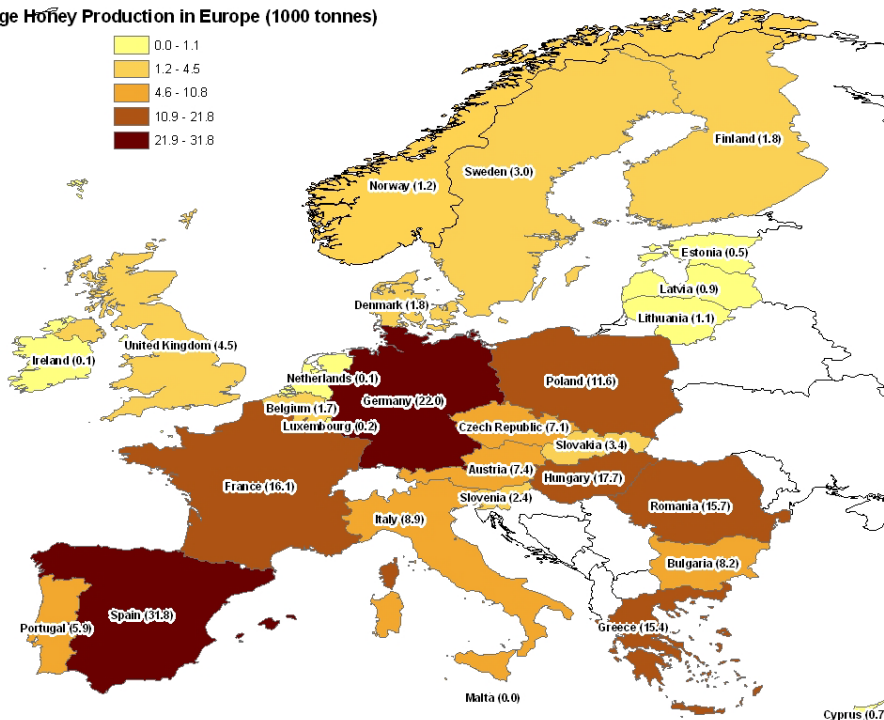 ge Honey Production in Europe (1000 tonnes)
0.0 - 1.1
1.2 - 4.5
4.6 - 10.8
10.9 - 21.8
21.9 - 31.8
Finland (1.8)
Sweden (3.0)
Norway (1.2)
Estonia (0.5)
Latvia (0.9)
Denmark (1.8)
Lithuania (1.1)
United Kingdom (4.5)
Ireland (0.1)
Netherlands (0.1)
Poland (11.6)
Germany (22.0)
Belgium (1.7)
Luxembourg (0.2)
Czech Republic (7.1)
Slovakia (3.4)
Austria (7.4)
Hungary (17.7)
France (16.1)
Slovenia (2.4)
Romania (15.7)
Italy (8.9)
Bulgaria (8.2)
Spain (31.8)
Portugal (5.9)
Greece (15.4)
Malta (0.0)
Cyprus (0.7